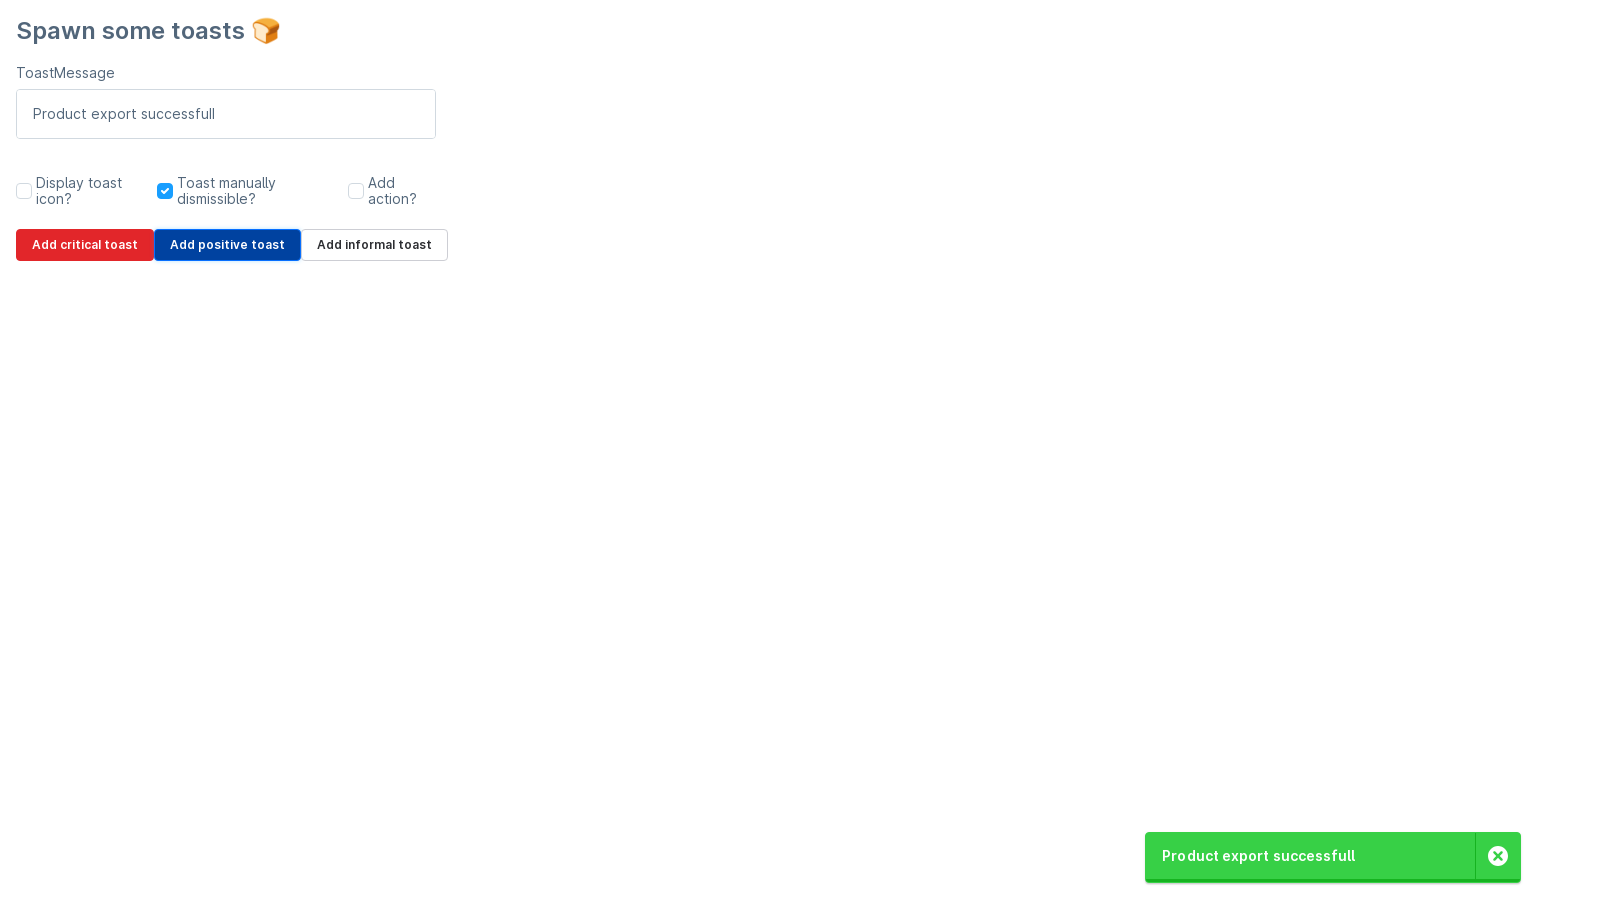 Spawn some toasts 🍞
ToastMessage
Product export successfull
Display toast icon?
Toast manually dismissible?
Add action?
Add critical toast
Add positive toast
Add informal toast
Product export successfull